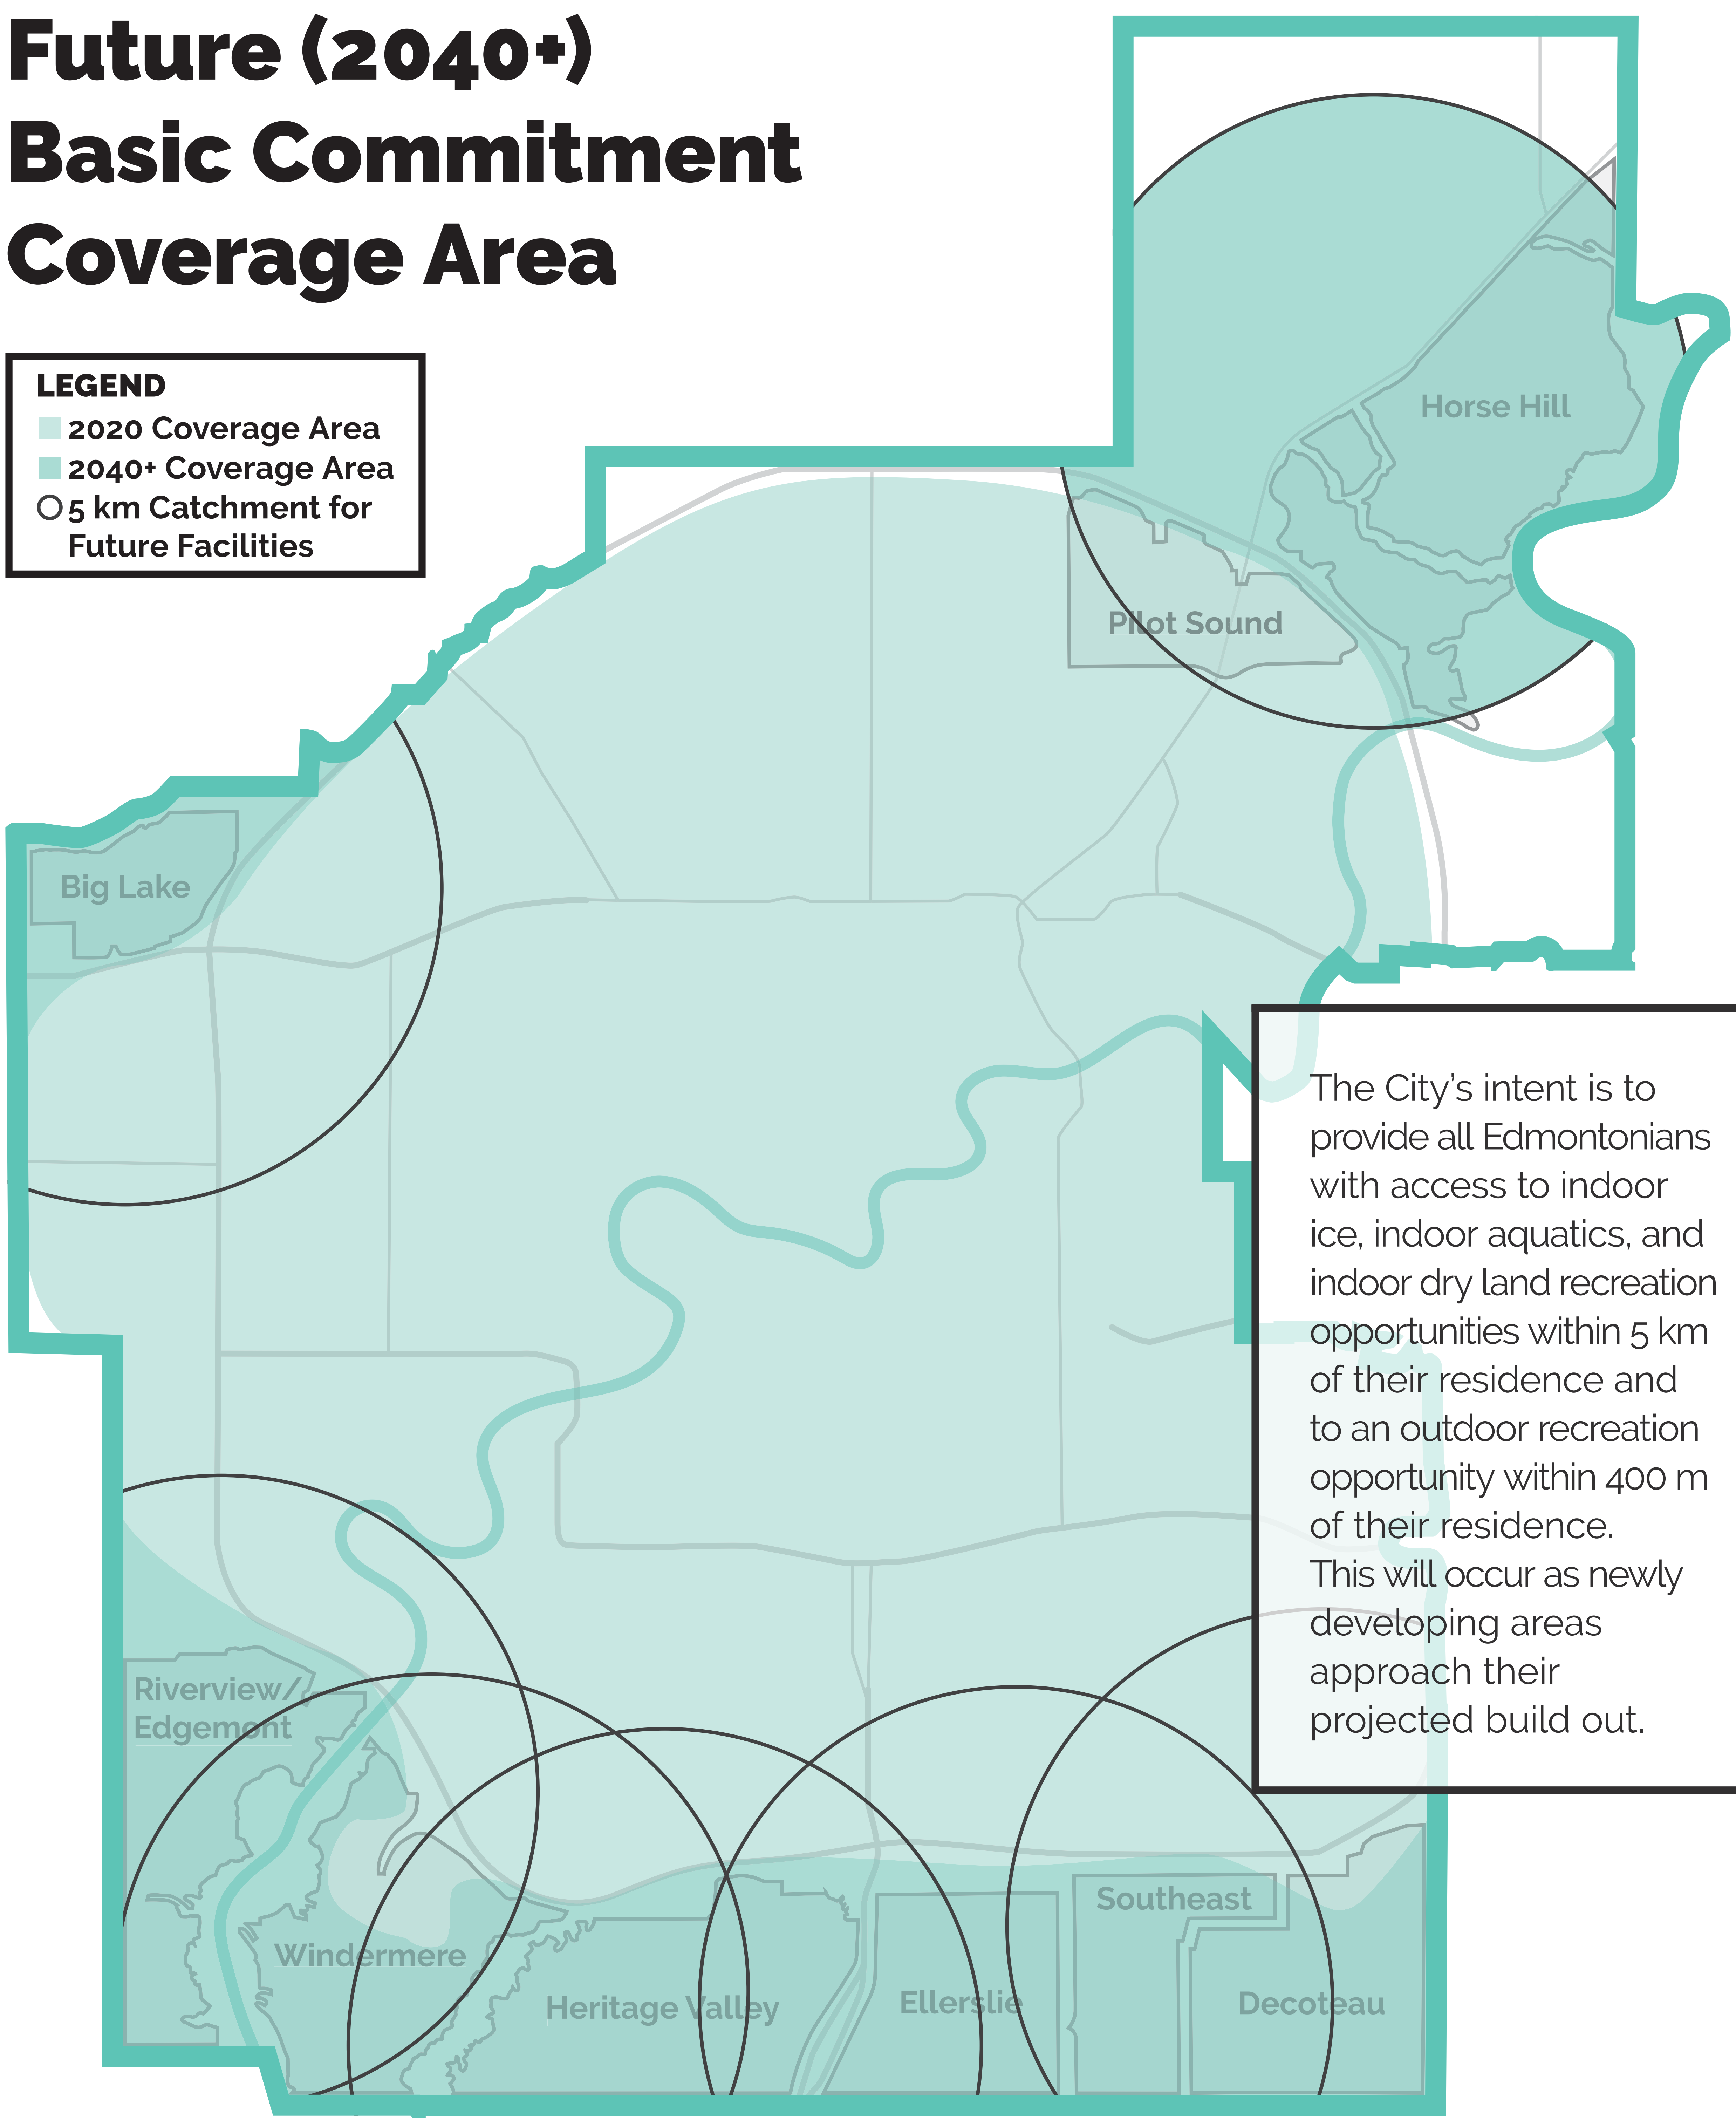 Future (2040+)
Basic Commitment
Coverage Area
LEGEND
2020 Coverage Area
2040+ Coverage Area
5 km Catchment for
Future Facilities
Horse Hill
Pilot Sound
Big Lake
The City’s intent is to
provide all Edmontonians
with access to indoor
ice, indoor aquatics, and
indoor dry land recreation
opportunities within 5 km
of their residence and
to an outdoor recreation
opportunity within 400 m
of their residence.
This will occur as newly
developing areas
approach their
projected build out.
Riverview/
Edgemont
Windermere
Heritage Valley
Ellerslie
Southeast
Decoteau